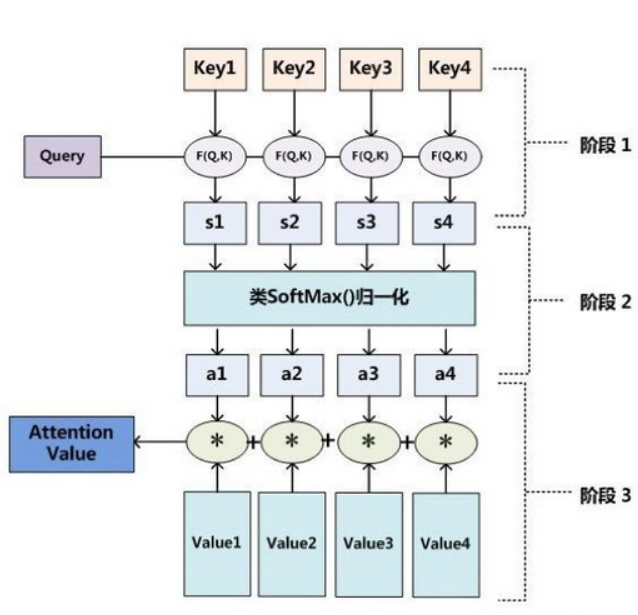 Key1 Key2 Key3 Key4
Query F(Q,K) F(Q,K) F(Q,K) F(Q,K) 阶段 1
s1 s2 s3 s4
类SoftMax()归一化 阶段 2
a1 a2 a3 a4
Attention
Value
* + * + * + *
阶段 3
Value1 Value2 Value3 Value4